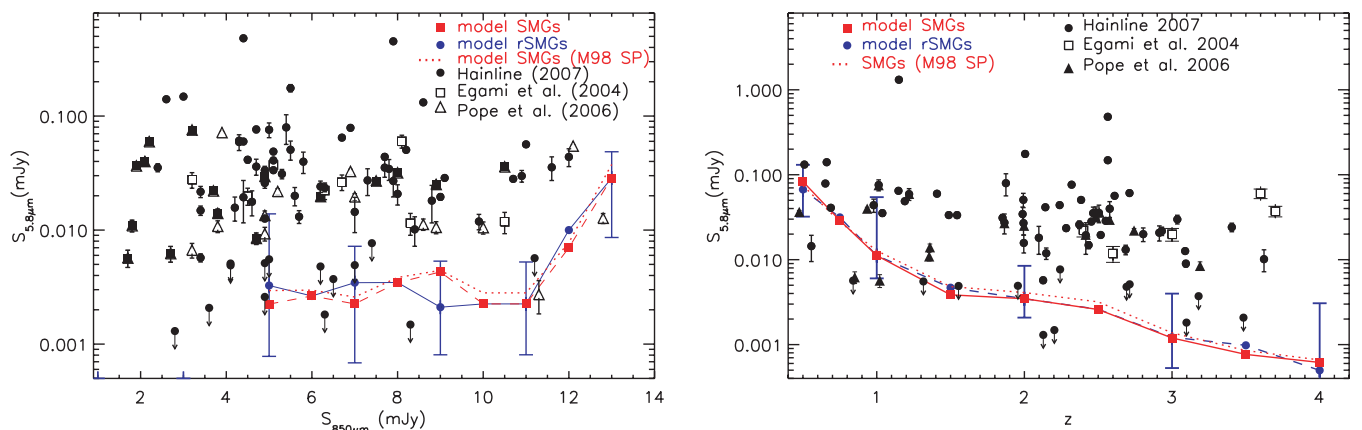 model SMGs
model rSMGs
model SMGs (M98 SP)
Hainline (2007)
Egami et al. (2004)
Pope et al. (2006)
0.100
0.010
0.001
S5.8μm(mJy)
2 4 6 8 10 12 14
S850μm (mJy)
model SMGs
model rSMGs
SMGs (M98 SP)
Hainline 2007
Egami et al. 2004
Pope et al. 2006
1.000
0.100
0.010
0.001
S5.8μm(mJy)
1 2 3 4
z